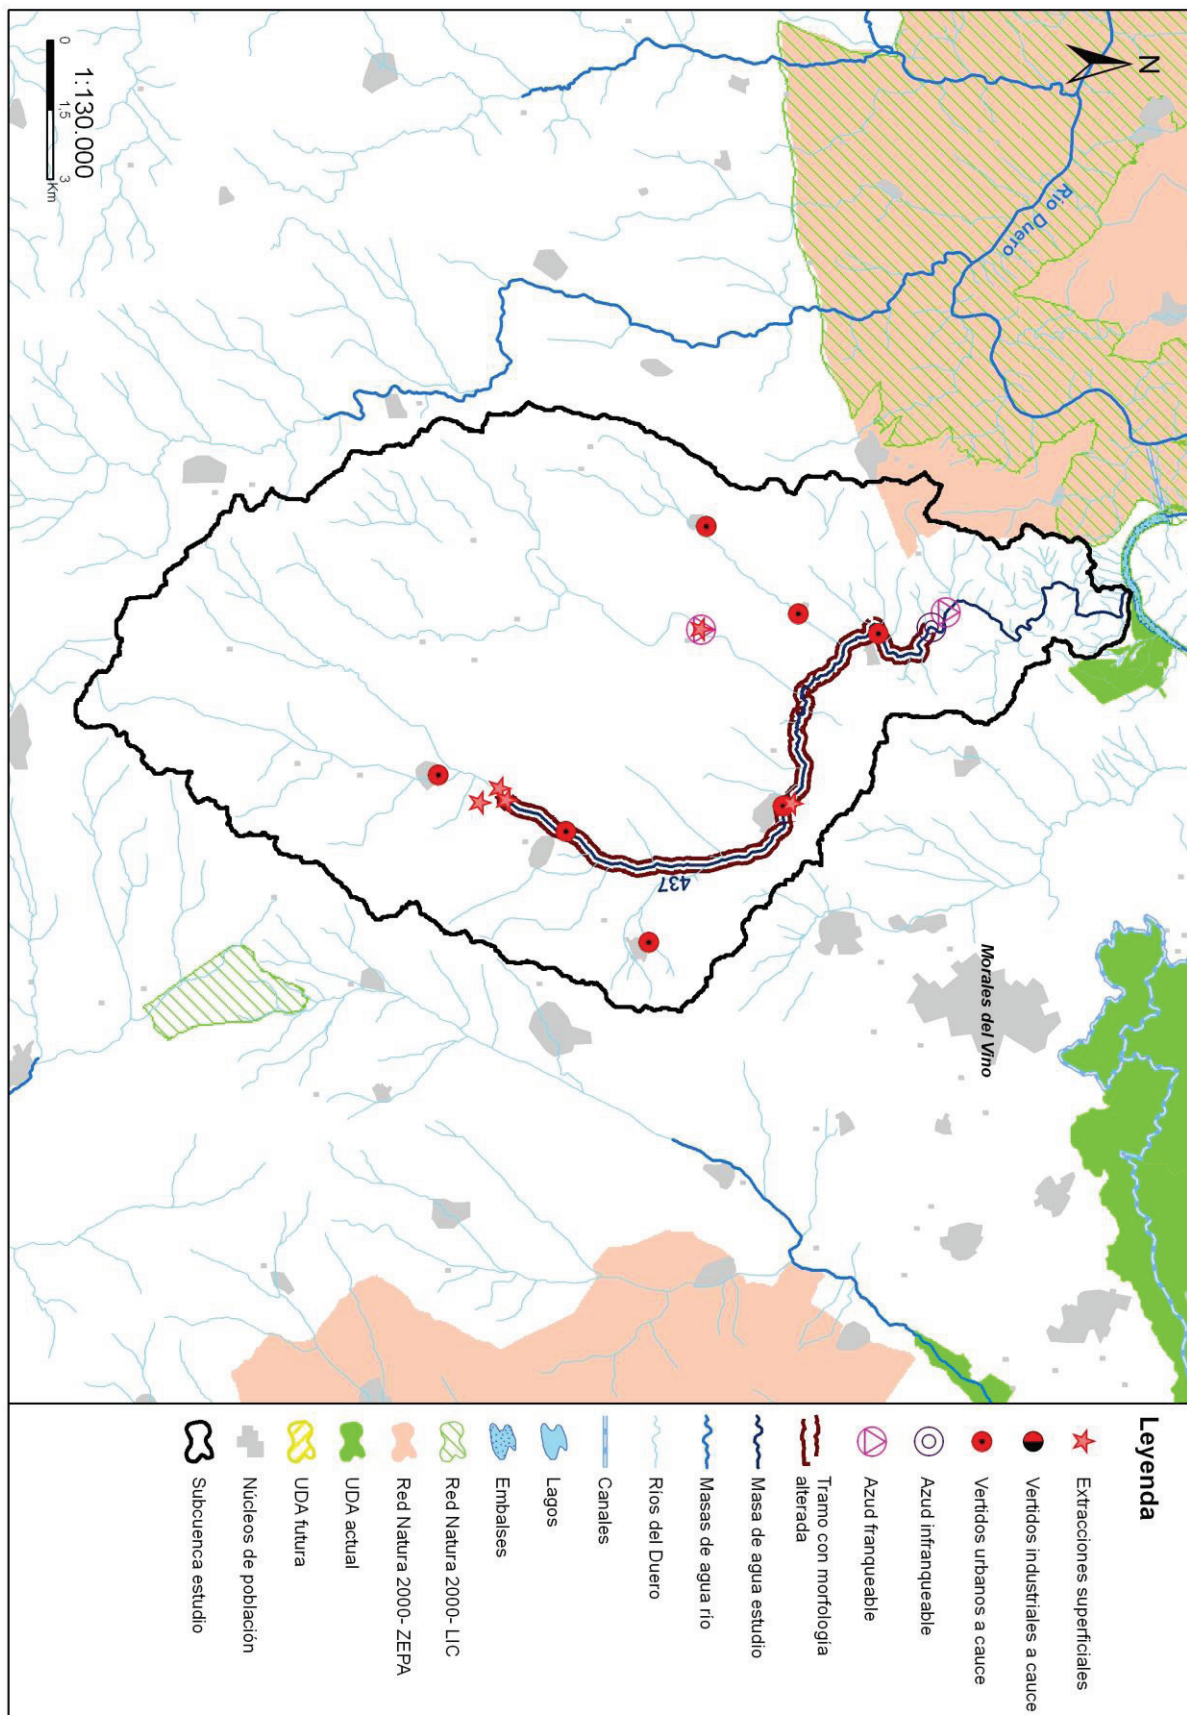 N
Río Duero
437
Morales del Vino
1:130.000
0
1,5
3
Km
Leyenda
Extracciones superficiales
Vertidos industriales a cauce
Vertidos urbanos a cauce
Azud infranqueable
Azud franqueable
Tramo con morfología
alterada
Masa de agua estudio
Masas de agua río
Ríos del Duero
Canales
Lagos
Embalses
Red Natura 2000- LIC
Red Natura 2000- ZEPA
UDA actual
UDA futura
Núcleos de población
Subcuenca estudio